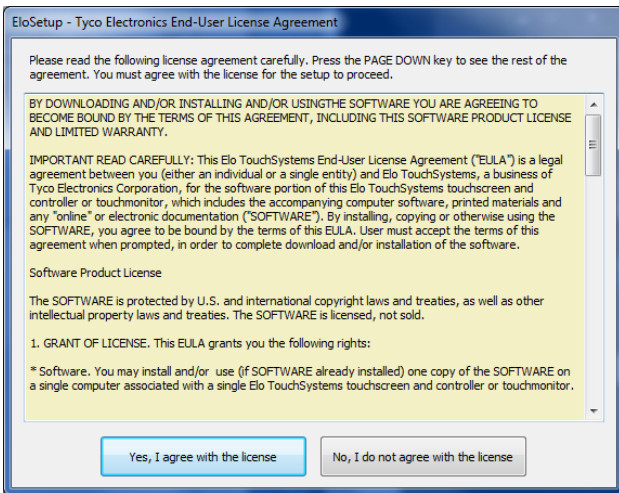 EloSetup - Tyco Electronics End-User License Agreement
Please read the following license agreement carefully. Press the PAGE DOWN key to see the rest of the
agreement. You must agree with the license for the setup to proceed.
BY DOWNLOADING AND/OR INSTALLING AND/OR USINGTHE SOFTWARE YOU ARE AGREEING TO
BECOME BOUND BY THE TERMS OF THIS AGREEMENT, INCLUDING THIS SOFTWARE PRODUCT LICENSE
AND LIMITED WARRANTY.
IMPORTANT READ CAREFULLY: This Elo TouchSystems End-User License Agreement ("EULA") is a legal
agreement between you (either an individual or a single entity) and Elo TouchSystems, a business of
Tyco Electronics Corporation, for the software portion of this Elo TouchSystems touchscreen and
controller or touchmonitor, which includes the accompanying computer software, printed materials and
any "online" or electronic documentation ("SOFTWARE"). By installing, copying or otherwise using the
SOFTWARE, you agree to be bound by the terms of this EULA. User must accept the terms of this
agreement when prompted, in order to complete download and/or installation of the software.
Software Product License
The SOFTWARE is protected by U.S. and international copyright laws and treaties, as well as other
intellectual property laws and treaties. The SOFTWARE is licensed, not sold.
1. GRANT OF LICENSE. This EULA grants you the following rights:
* Software. You may install and/or  use (if SOFTWARE already installed) one copy of the SOFTWARE on
a single computer associated with a single Elo TouchSystems touchscreen and controller or touchmonitor.
Yes, I agree with the license
No, I do not agree with the license